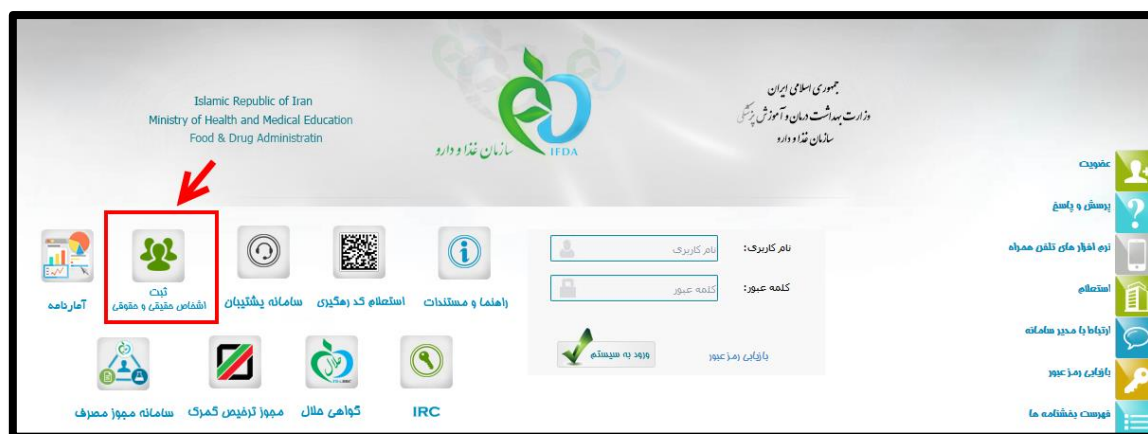 Islamic Republic of Iran
Ministry of Health and Medical Education
Food & Drug Administratin
سازمان غذا و دارو
IFDA
جمهوری اسلامی ایران
وزارت بهداشت درمان و آموزش پزشکی
سازمان غذا و دارو
عضویت
پرسش و پاسخ
نرم افزار های تلفن همراه
استعلام
ارتباط با مدیر سامانه
بازیابی رمز عبور
فهرست بخشنامه ها
نام کاربری:
نام کاربری
کلمه عبور:
کلمه عبور
بازیابی رمز عبور
ورود به سیستم
راهنما و مستندات
استعلام کد رهگیری
سامانه پشتیبان
ثبت
اشخاص حقیقی و حقوقی
آمارنامه
IRC
گواهی حلال
مجوز ترخیص گمرک
سامانه مجوز مصرف